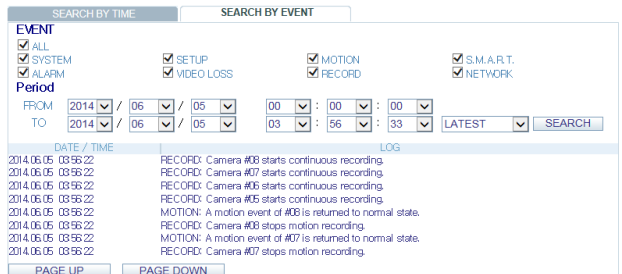 SEARCH BY TIME SEARCH BY EVENT
EVENT
ALL
SYSTEM SETUP MOTION S.M.A.R.T.
ALARM VIDEO LOSS RECORD NETWORK
Period
FROM 2014 / 06 / 05 00 : 00 : 00
TO 2014 / 06 / 05 03 : 56 : 33 LATEST SEARCH
DATE / TIME LOG
2014.06.05 03:56:22 RECORD: Camera #08 starts continuous recording.
2014.06.05 03:56:22 RECORD: Camera #07 starts continuous recording.
2014.06.05 03:56:22 RECORD: Camera #06 starts continuous recording.
2014.06.05 03:56:22 RECORD: Camera #05 starts continuous recording.
2014.06.05 03:56:22 MOTION: A motion event of #08 is returned to normal state.
2014.06.05 03:56:22 RECORD: Camera #08 stops motion recording.
2014.06.05 03:56:22 MOTION: A motion event of #07 is returned to normal state.
2014.06.05 03:56:22 RECORD: Camera #07 stops motion recording.
PAGE UP PAGE DOWN